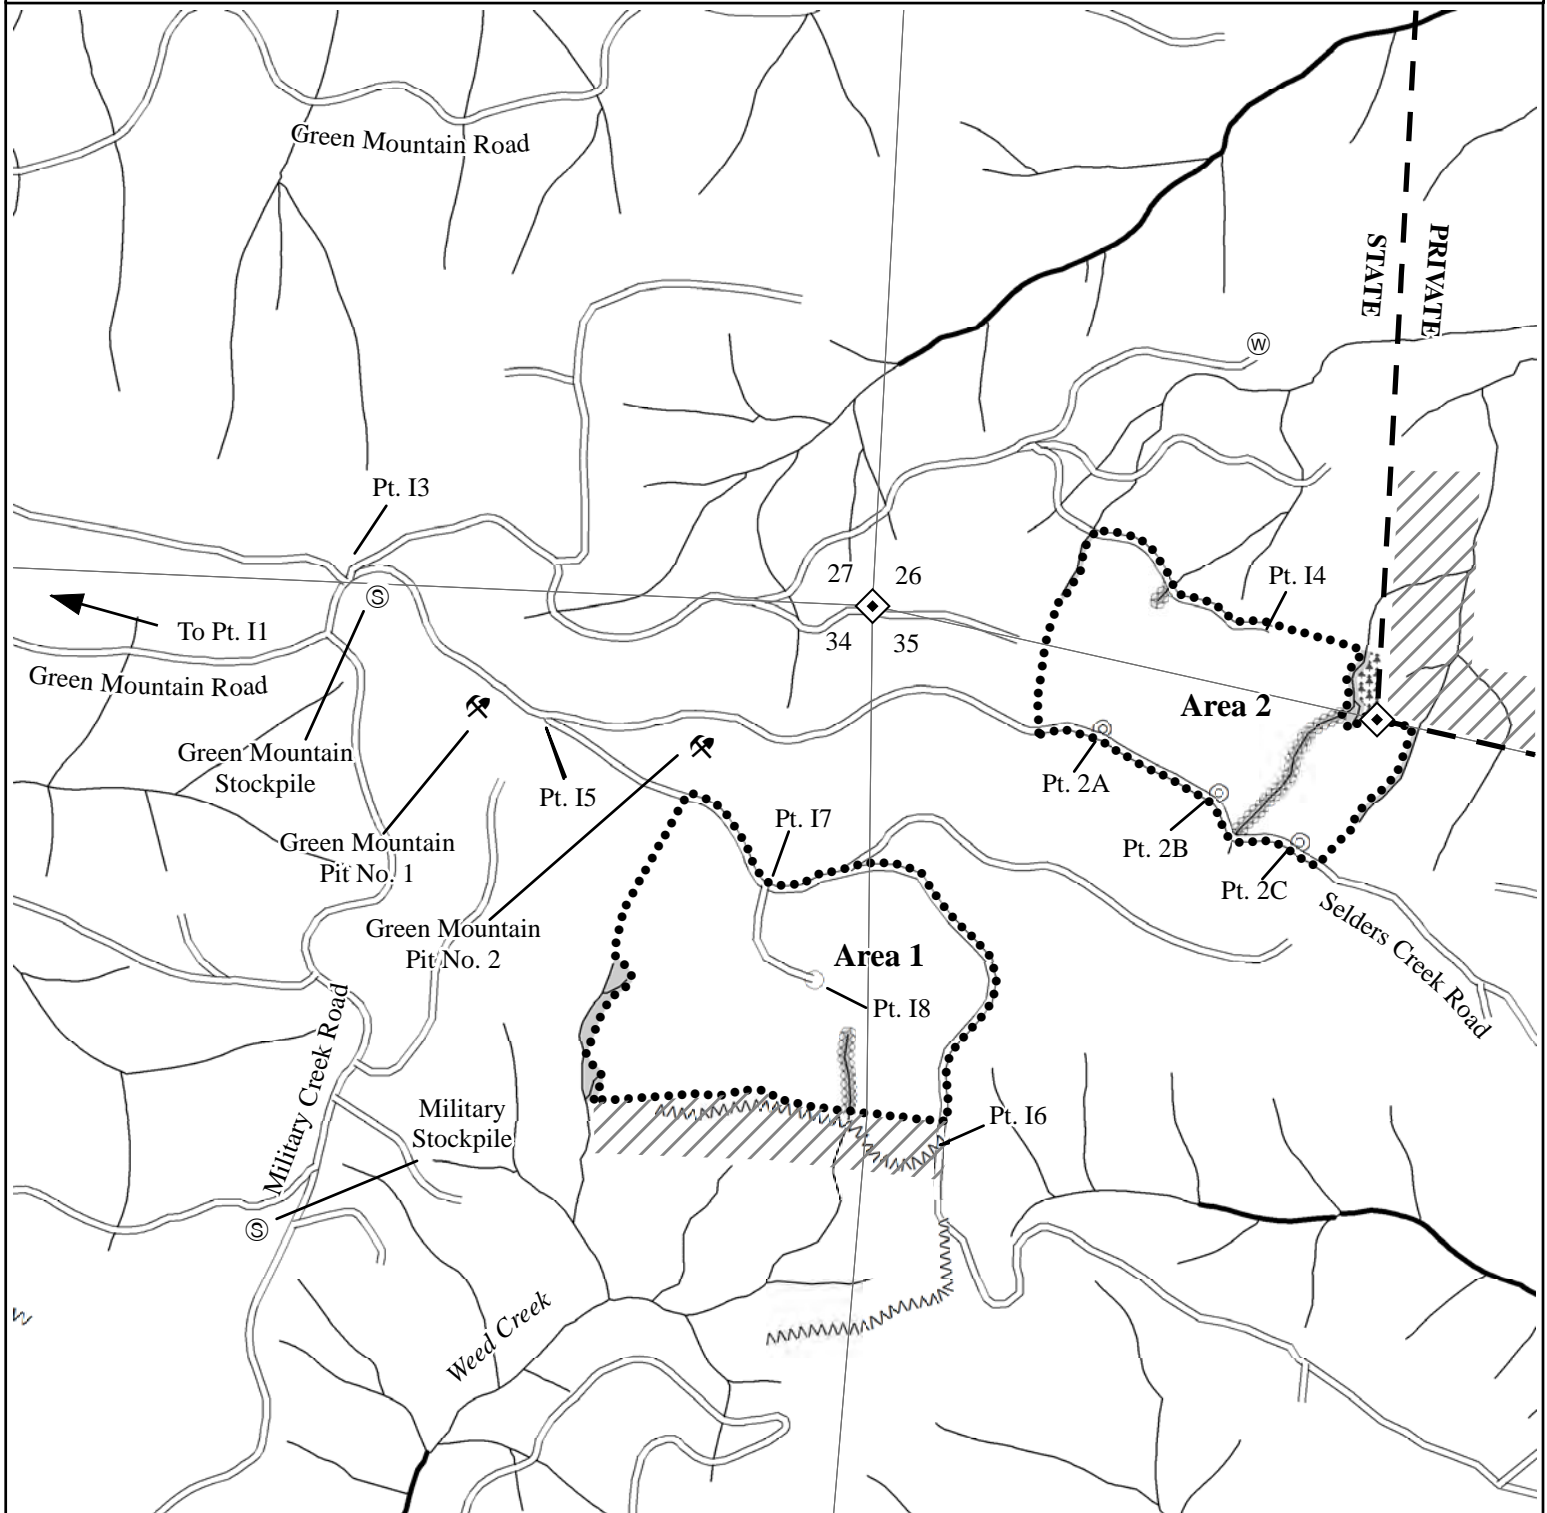 Green Mountain Road
STATE
PRIVATE
W
Pt. I3
27
26
Pt. I4
S
To Pt. I1
34
35
Green Mountain Road
Area 2
Green Mountain
Stockpile
Pt. I5
Pt. 2A
Pt. I7
Green Mountain
Pit No. 1
Pt. 2B
Pt. 2C
Selders Creek Road
Green Mountain
Pit No. 2
Area 1
Pt. I8
Military Creek Road
Military
Stockpile
Pt. I6
S
Weed Creek